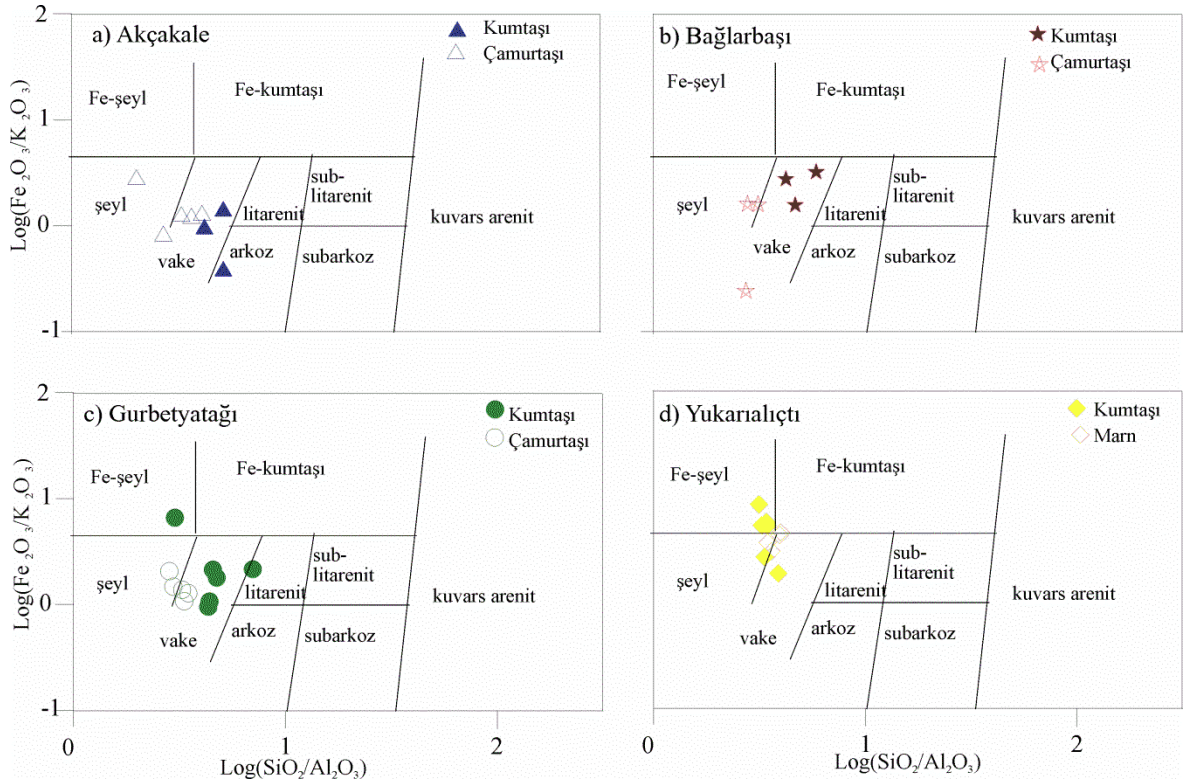 a) Akçakale
Kumtaşı
Çamurtaşı
Fe-şeyl
Fe-kumtaşı
şeyl
sub-
litarenit
litarenit
kuvars arenit
vake
arkoz
subarkoz
2
1
0
-1
Log(Fe₂O₃/K₂O₃)
b) Bağlarbaşı
Kumtaşı
Çamurtaşı
Fe-şeyl
Fe-kumtaşı
şeyl
sub-
litarenit
litarenit
kuvars arenit
vake
arkoz
subarkoz
c) Gurbetyatağı
Kumtaşı
Çamurtaşı
Fe-şeyl
Fe-kumtaşı
şeyl
sub-
litarenit
litarenit
kuvars arenit
vake
arkoz
subarkoz
2
1
0
-1
Log(Fe₂O₃/K₂O₃)
0
1
2
Log(SiO₂/Al₂O₃)
d) Yukarıalıçtı
Kumtaşı
Marn
Fe-şeyl
Fe-kumtaşı
şeyl
sub-
litarenit
litarenit
kuvars arenit
vake
arkoz
subarkoz
0
1
2
Log(SiO₂/Al₂O₃)